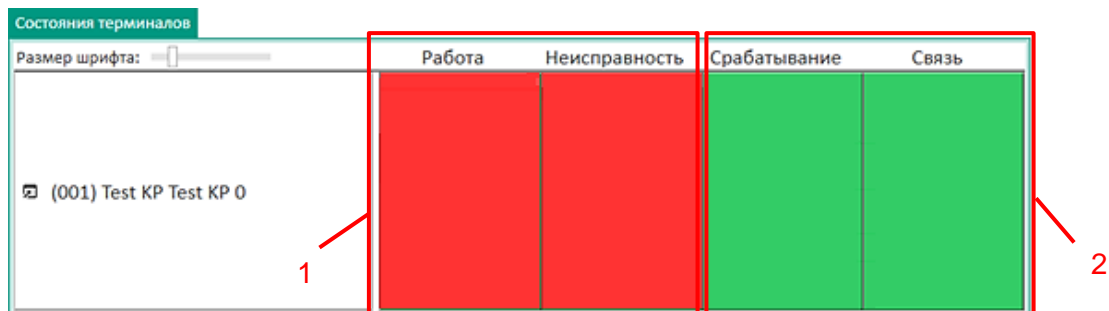 Состояния терминалов
Размер шрифта: Работа Неисправность Срабатывание Связь
(001) Test KP Test KP 0
1
2